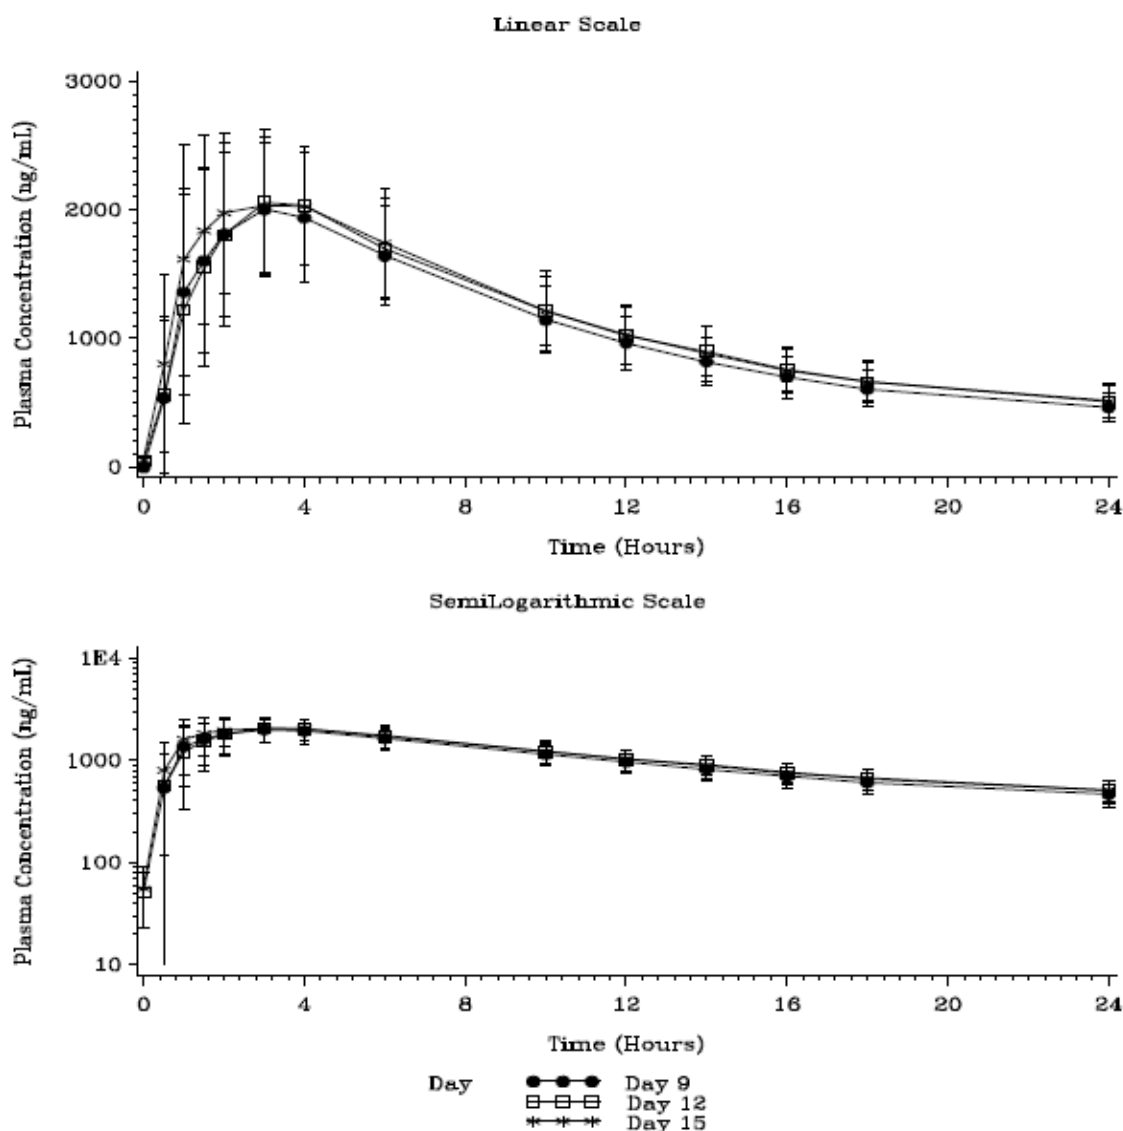 Linear Scale
3000
2000
1000
0
Plasma Concentration (ng/mL)
0 4 8 12 16 20 24
Time (Hours)
SemiLogarithmic Scale
1E4
1000
100
10
Plasma Concentration (ng/mL)
0 4 8 12 16 20 24
Time (Hours)
Day
Day 9
Day 12
Day 15